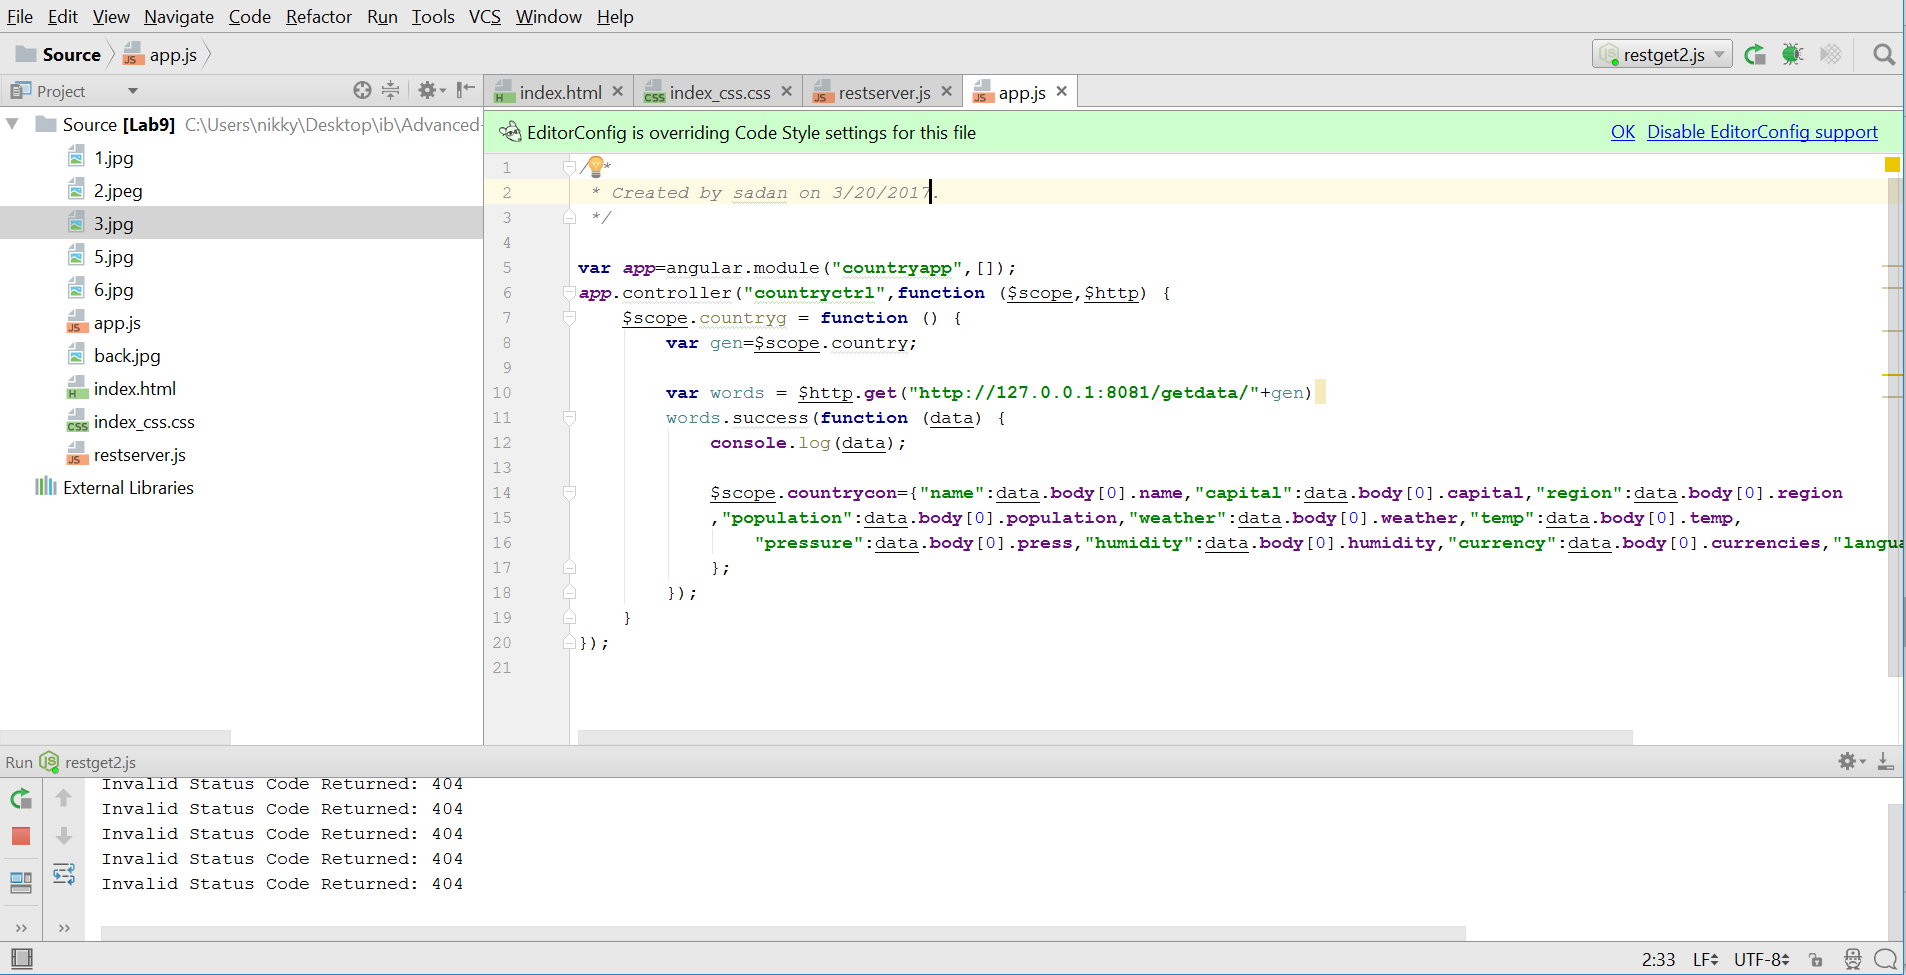 File Edit View Navigate Code Refactor Run Tools VCS Window Help
Source app.js restget2.js
Project index.html index_css.css restserver.js app.js
Source [Lab9] C:\Users\nikky\Desktop\ib\Advanced-
1.jpg
2.jpeg
3.jpg
5.jpg
6.jpg
app.js
back.jpg
index.html
index_css.css
restserver.js
External Libraries
EditorConfig is overriding Code Style settings for this file OK Disable EditorConfig support
1 /**
2 * Created by sadan on 3/20/2017.
3 */
4
5 var app=angular.module("countryapp",[]);
6 app.controller("countryctrl",function ($scope,$http) {
7 $scope.countryg = function () {
8 var gen=$scope.country;
9
10 var words = $http.get("http://127.0.0.1:8081/getdata/"+gen)
11 words.success(function (data) {
12 console.log(data);
13
14 $scope.countrycon={"name":data.body[0].name,"capital":data.body[0].capital,"region":data.body[0].region
15 ,"population":data.body[0].population,"weather":data.body[0].weather,"temp":data.body[0].temp,
16 "pressure":data.body[0].press,"humidity":data.body[0].humidity,"currency":data.body[0].currencies,"langua
17 };
18 });
19 }
20 });
21
Run restget2.js
Invalid Status Code Returned: 404
Invalid Status Code Returned: 404
Invalid Status Code Returned: 404
Invalid Status Code Returned: 404
Invalid Status Code Returned: 404
2:33 LF UTF-8